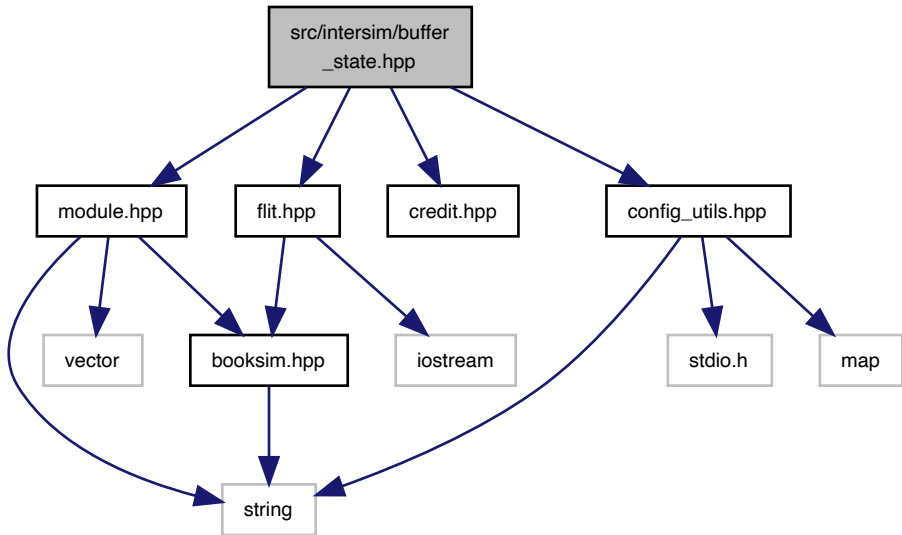 src/intersim/buffer
_state.hpp
module.hpp
flit.hpp
credit.hpp
config_utils.hpp
vector
booksim.hpp
iostream
stdio.h
map
string